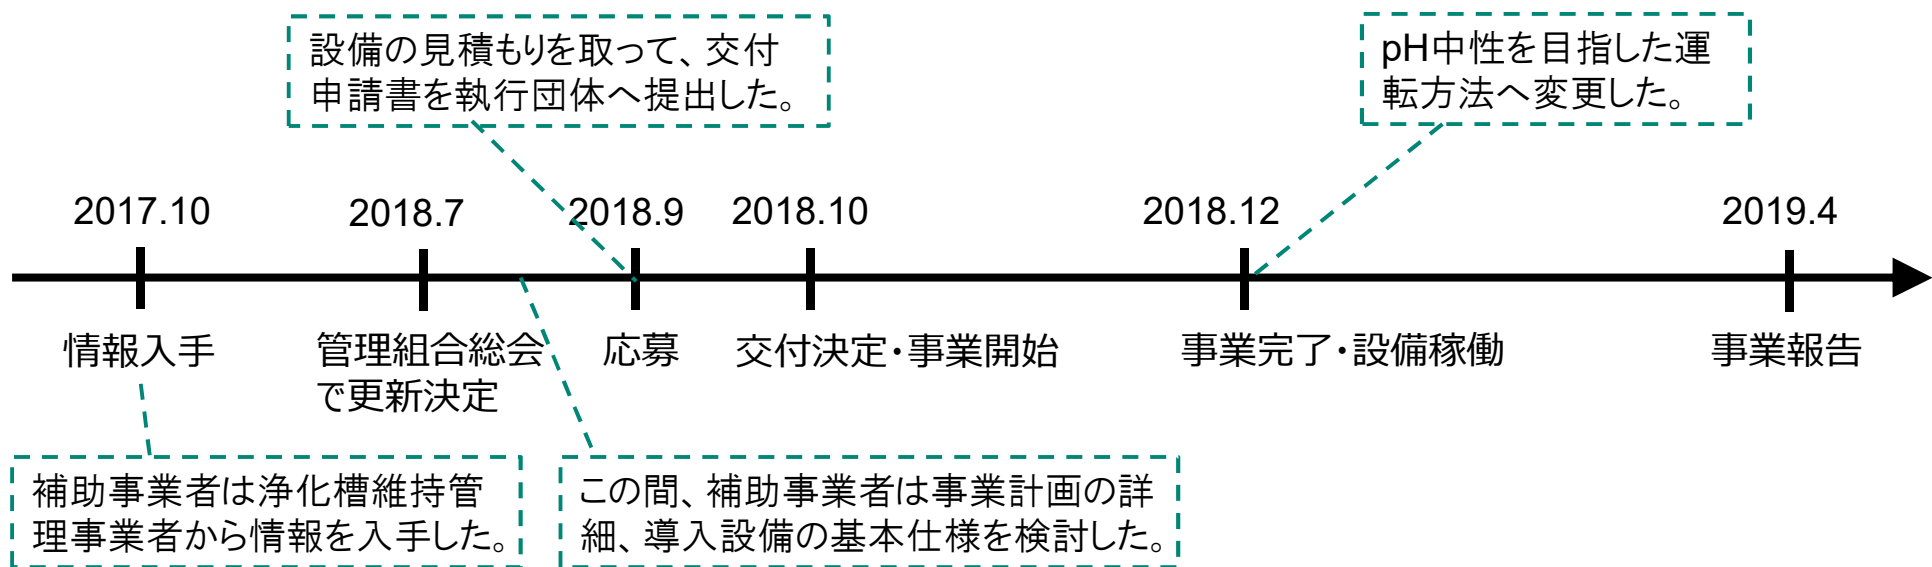 設備の見積もりを取って、交付
申請書を執行団体へ提出した。
pH中性を目指した運
転方法へ変更した。
2017.10
2018.7
2018.9
2018.10
2018.12
2019.4
情報入手
管理組合総会
で更新決定
応募
交付決定・事業開始
事業完了・設備稼働
事業報告
補助事業者は浄化槽維持管
理事業者から情報を入手した。
この間、補助事業者は事業計画の詳
細、導入設備の基本仕様を検討した。